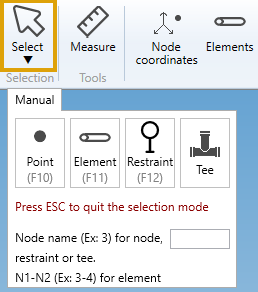 Select
Measure
Node
coordinates
Elements
Selection
Tools
Manual
Point
(F10)
Element
(F11)
Restraint
(F12)
Tee
Press ESC to quit the selection mode
Node name (Ex: 3) for node,
restraint or tee.
N1-N2 (Ex: 3-4) for element